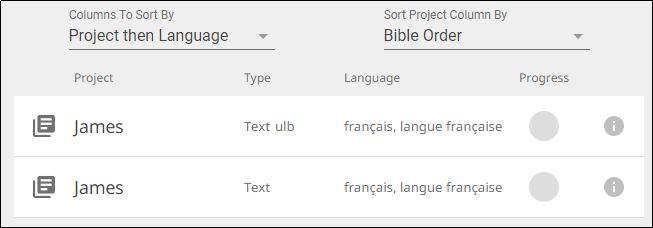 Columns To Sort By Sort Project Column By
Project then Language Bible Order
Project Type Language Progress
James Text ulb français, langue française
James Text français, langue française